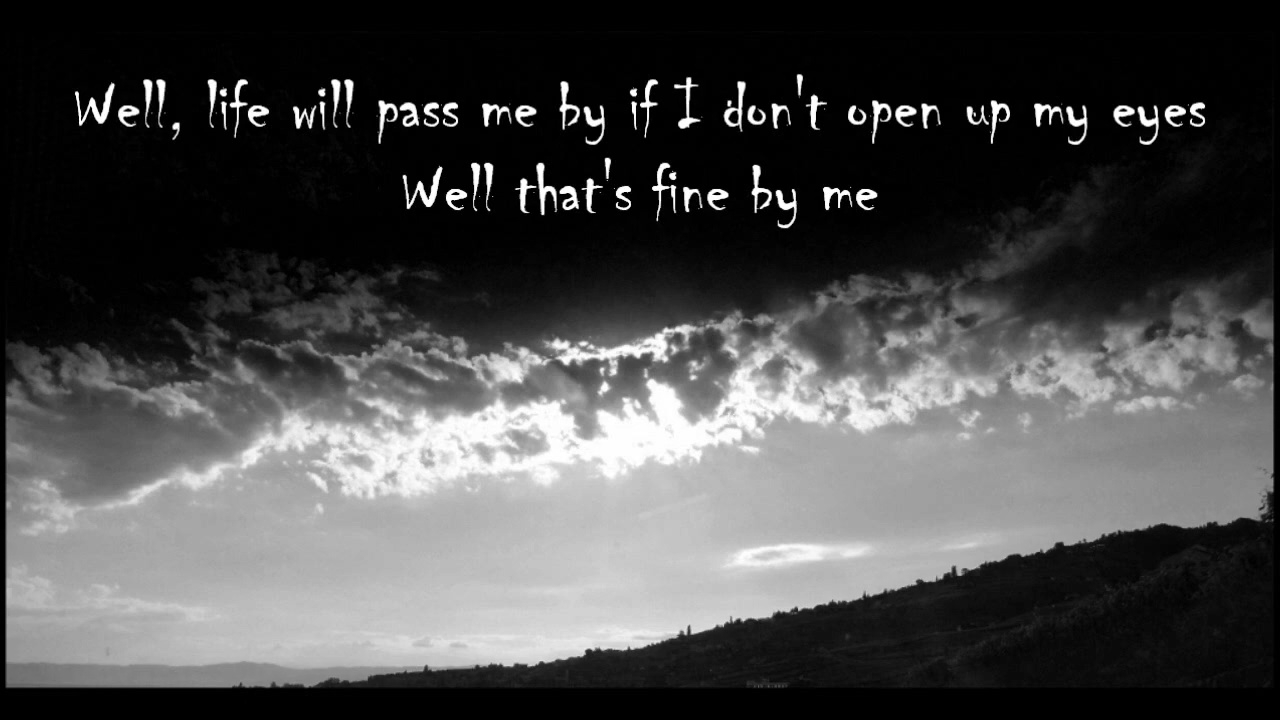 Well, life will pass me by if I don't open up my eyes
Well that's fine by me